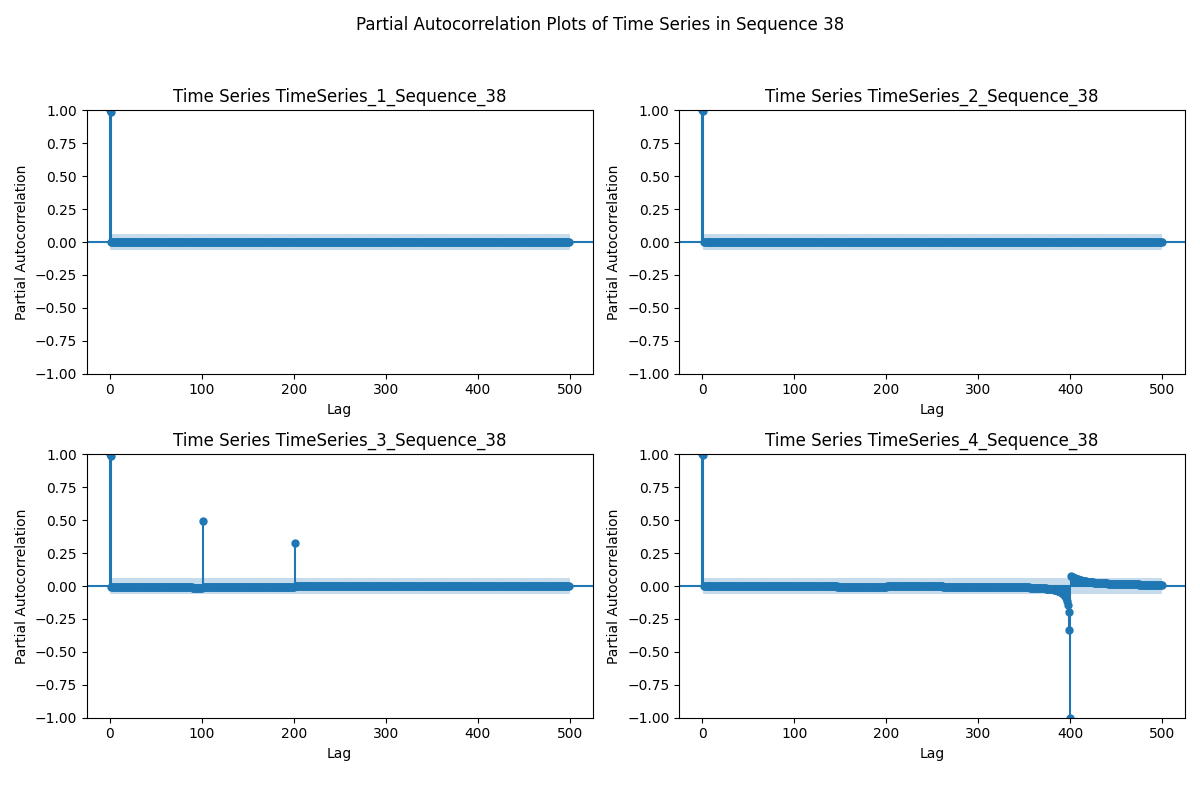 Partial Autocorrelation Plots of Time Series in Sequence 38
Time Series TimeSeries_1_Sequence_38
1.00
0.75
0.50
0.25
0.00
−0.25
−0.50
−0.75
−1.00
Partial Autocorrelation
0 100 200 300 400 500
Lag
Time Series TimeSeries_2_Sequence_38
1.00
0.75
0.50
0.25
0.00
−0.25
−0.50
−0.75
−1.00
Partial Autocorrelation
0 100 200 300 400 500
Lag
Time Series TimeSeries_3_Sequence_38
1.00
0.75
0.50
0.25
0.00
−0.25
−0.50
−0.75
−1.00
Partial Autocorrelation
0 100 200 300 400 500
Lag
Time Series TimeSeries_4_Sequence_38
1.00
0.75
0.50
0.25
0.00
−0.25
−0.50
−0.75
−1.00
Partial Autocorrelation
0 100 200 300 400 500
Lag